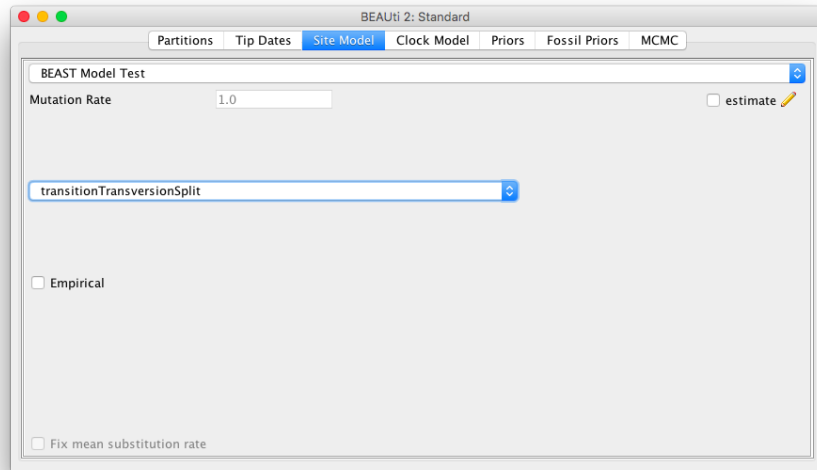 BEAUti 2: Standard
Partitions Tip Dates Site Model Clock Model Priors Fossil Priors MCMC
BEAST Model Test
Mutation Rate 1.0 estimate
transitionTransversionSplit
Empirical
Fix mean substitution rate